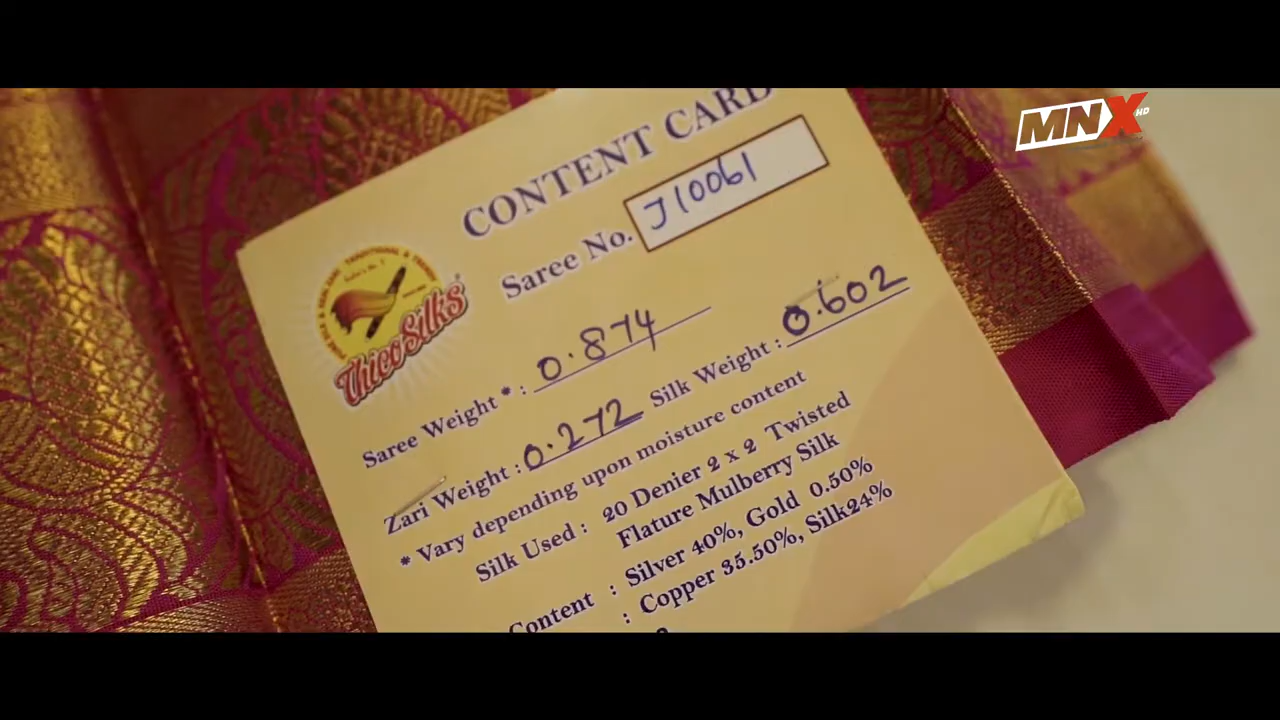 MNX HD
CONTENT CARD
Saree No. J10061
ThicoSilks
Saree Weight * : 0.874
Zari Weight : 0.272 Silk Weight : 0.602
* Vary depending upon moisture content
Silk Used : 20 Denier 2 x 2 Twisted
Flature Mulberry Silk
Content : Silver 40%, Gold 0.50%
: Copper 35.50%, Silk24%